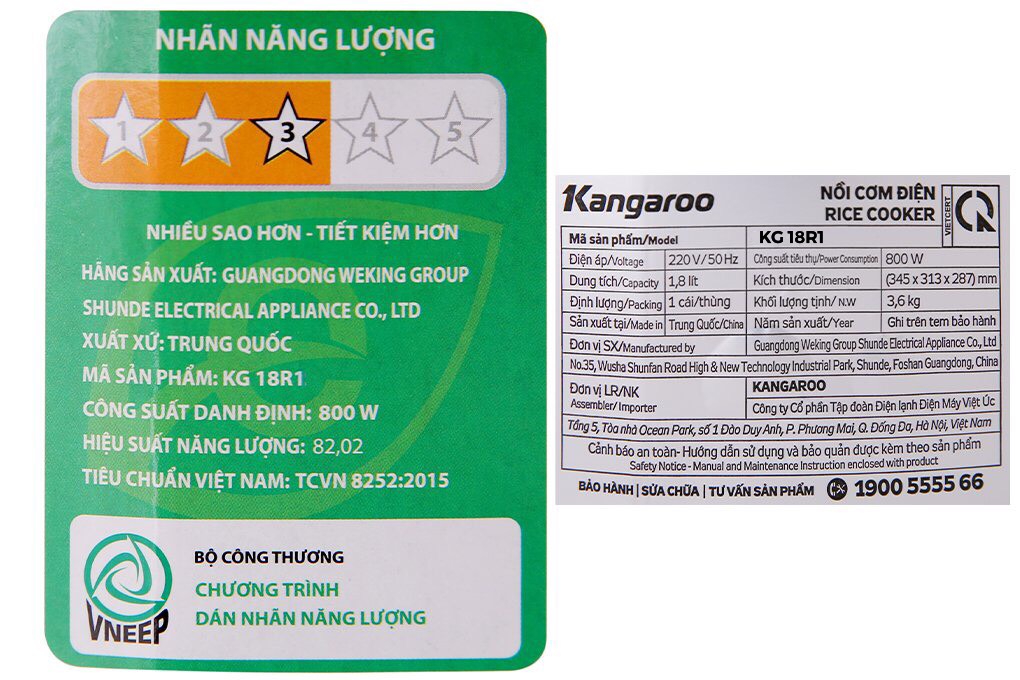 NHÃN NĂNG LƯỢNG
1 2 3 4 5
NHIỀU SAO HƠN - TIẾT KIỆM HƠN
HÃNG SẢN XUẤT: GUANGDONG WEKING GROUP
SHUNDE ELECTRICAL APPLIANCE CO., LTD
XUẤT XỨ: TRUNG QUỐC
MÃ SẢN PHẨM: KG 18R1
CÔNG SUẤT DANH ĐỊNH: 800 W
HIỆU SUẤT NĂNG LƯỢNG: 82,02
TIÊU CHUẨN VIỆT NAM: TCVN 8252:2015
VNEEP
BỘ CÔNG THƯƠNG
CHƯƠNG TRÌNH
DÁN NHÃN NĂNG LƯỢNG
Kangaroo
NỒI CƠM ĐIỆN
RICE COOKER
VIETCERT
Mã sản phẩm/Model KG 18R1
Điện áp/Voltage 220 V/50 Hz Công suất tiêu thụ/Power Consumption 800 W
Dung tích/Capacity 1,8 lít Kích thước/Dimension (345 x 313 x 287) mm
Định lượng/Packing 1 cái/thùng Khối lượng tịnh/ N.W 3,6 kg
Sản xuất tại/Made in Trung Quốc/China Năm sản xuất/Year Ghi trên tem bảo hành
Đơn vị SX/Manufactured by Guangdong Weking Group Shunde Electrical Appliance Co., Ltd
No.35, Wusha Shunfan Road High & New Technology Industrial Park, Shunde, Foshan Guangdong, China
Đơn vị LR/NK KANGAROO
Assembler/Importer Công ty Cổ phần Tập đoàn Điện lạnh Điện Máy Việt Úc
Tầng 5, Tòa nhà Ocean Park, số 1 Đào Duy Anh, P. Phương Mai, Q. Đống Đa, Hà Nội, Việt Nam
Cảnh báo an toàn- Hướng dẫn sử dụng và bảo quản được kèm theo sản phẩm
Safety Notice - Manual and Maintenance Instruction enclosed with product
BẢO HÀNH | SỬA CHỮA | TƯ VẤN SẢN PHẨM 1900 5555 66